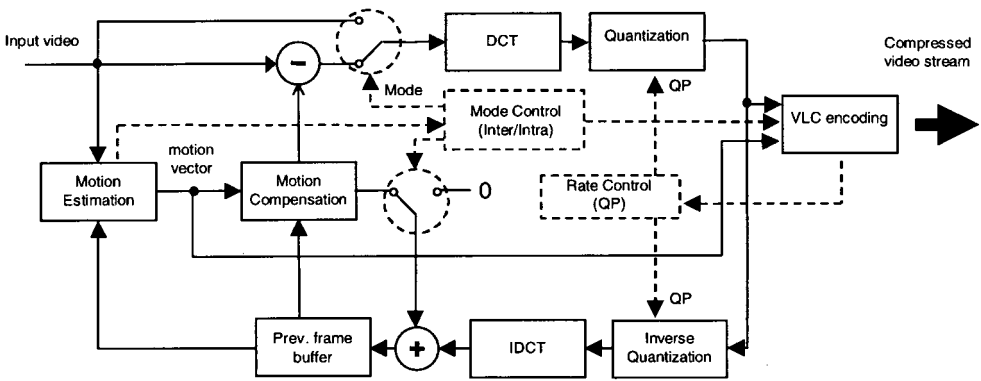 Input video
DCT
Quantization
Compressed
video stream
−
Mode
QP
Mode Control
(Inter/Intra)
VLC encoding
motion
vector
Motion
Estimation
Motion
Compensation
0
Rate Control
(QP)
QP
Prev. frame
buffer
+
IDCT
Inverse
Quantization